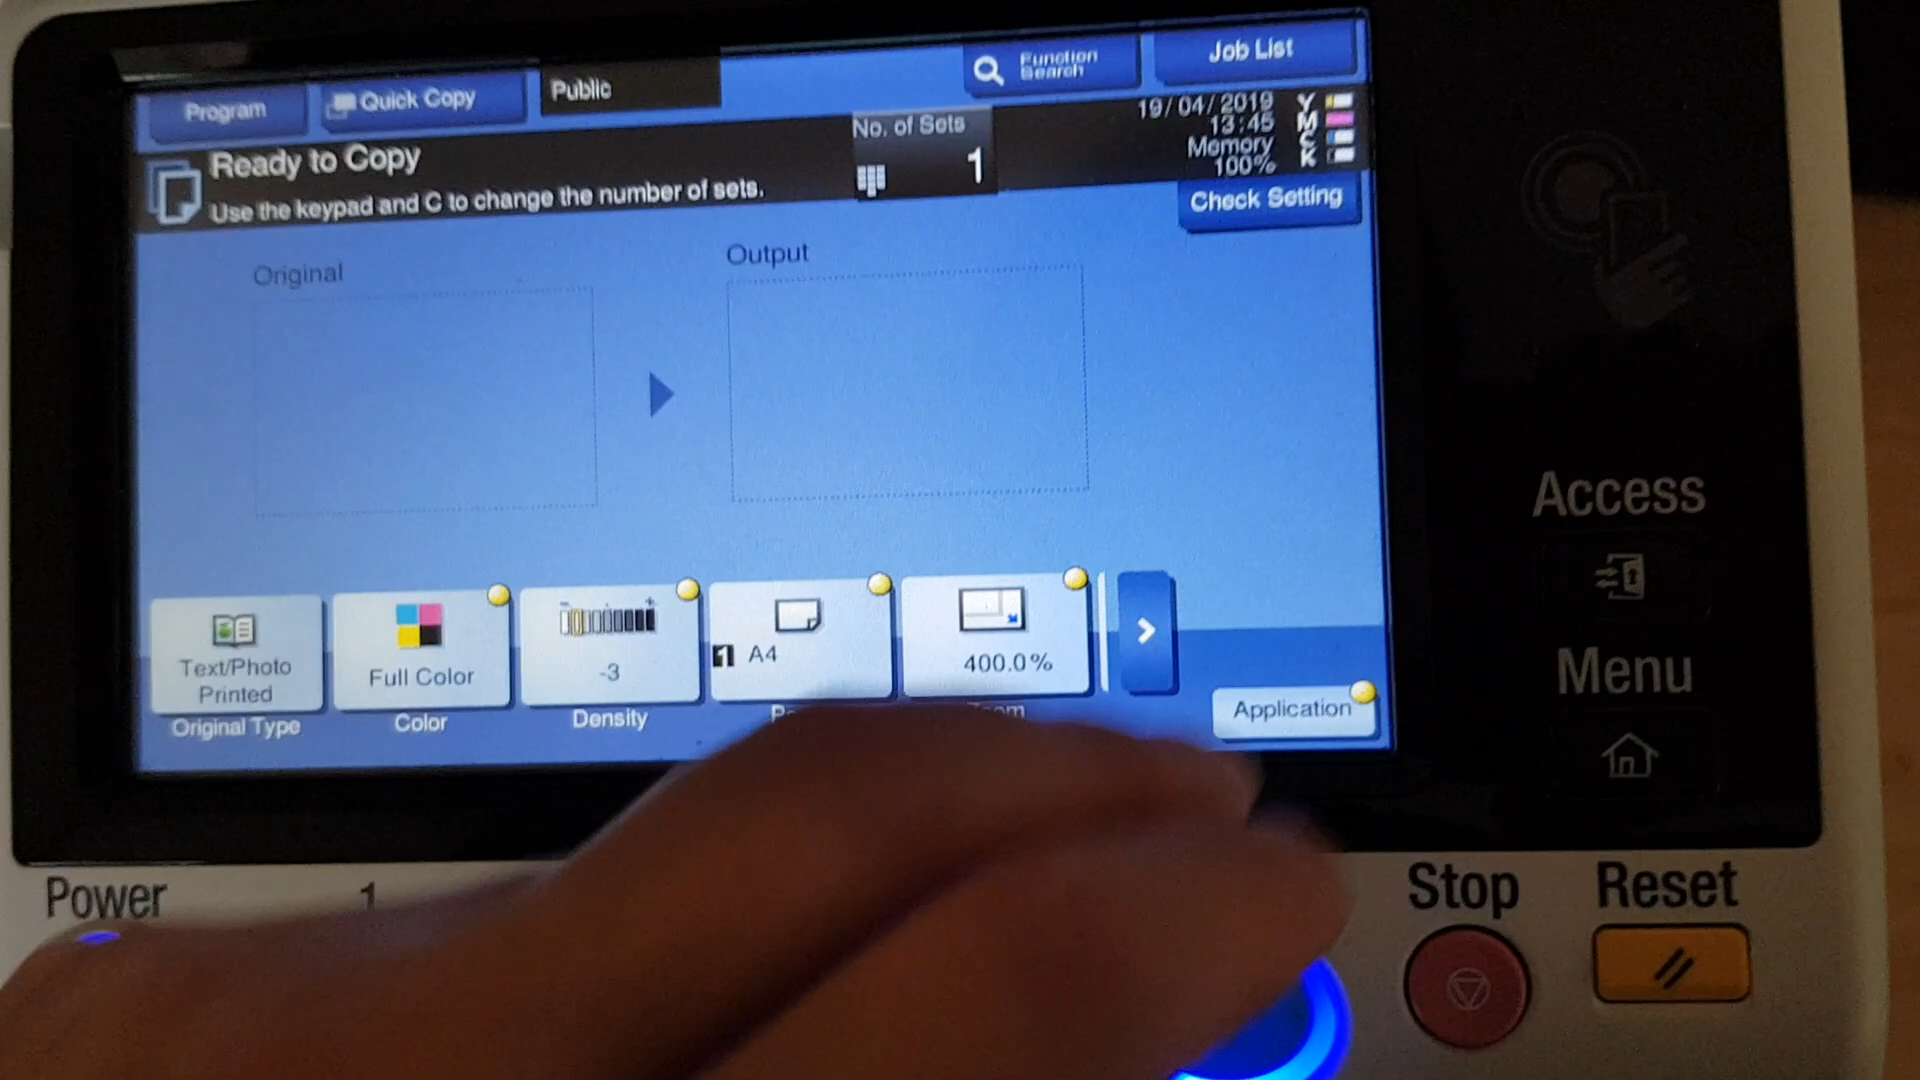 Program
Quick Copy
Public
Function
Search
Job List
Ready to Copy
Use the keypad and C to change the number of sets.
No. of Sets
1
19/04/2019
13:45
Memory
100%
Y
M
C
K
Check Setting
Original
Output
Text/Photo
Printed
Original Type
Full Color
Color
- +
-3
Density
1 A4
400.0%
Application
Access
Menu
Power
1
Stop
Reset